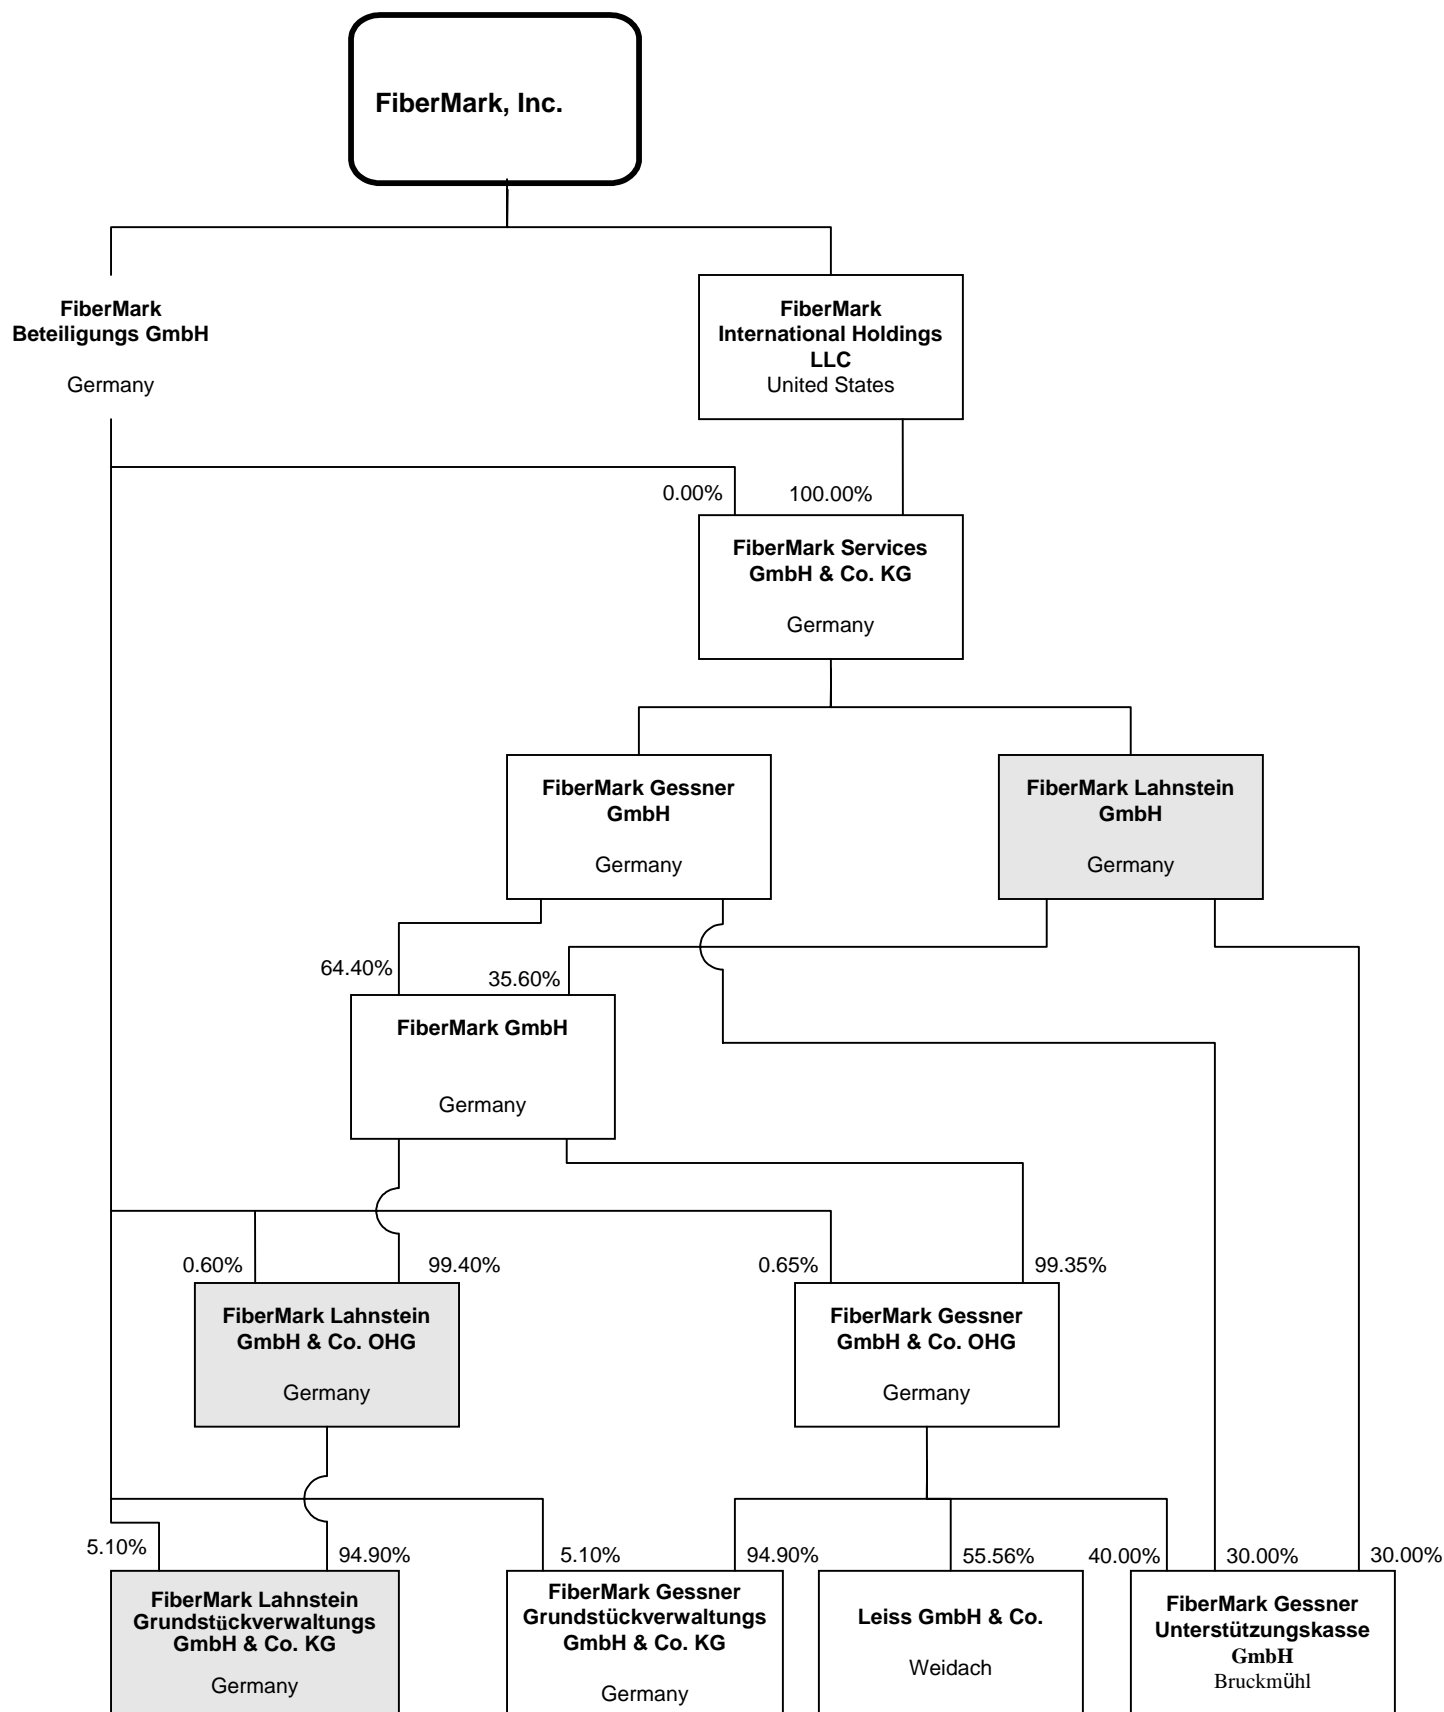 FiberMark, Inc.
FiberMark
Beteiligungs GmbH
Germany
FiberMark
International Holdings
LLC
United States
0.00%
100.00%
FiberMark Services
GmbH & Co. KG
Germany
FiberMark Gessner
GmbH
Germany
FiberMark Lahnstein
GmbH
Germany
64.40%
35.60%
FiberMark GmbH
Germany
0.60%
99.40%
0.65%
99.35%
FiberMark Lahnstein
GmbH & Co. OHG
Germany
FiberMark Gessner
GmbH & Co. OHG
Germany
5.10%
94.90%
5.10%
94.90%
55.56%
40.00%
30.00%
30.00%
FiberMark Lahnstein
Grundstückverwaltungs
GmbH & Co. KG
Germany
FiberMark Gessner
Grundstückverwaltungs
GmbH & Co. KG
Germany
Leiss GmbH & Co.
Weidach
FiberMark Gessner
Unterstützungskasse
GmbH
Bruckmühl